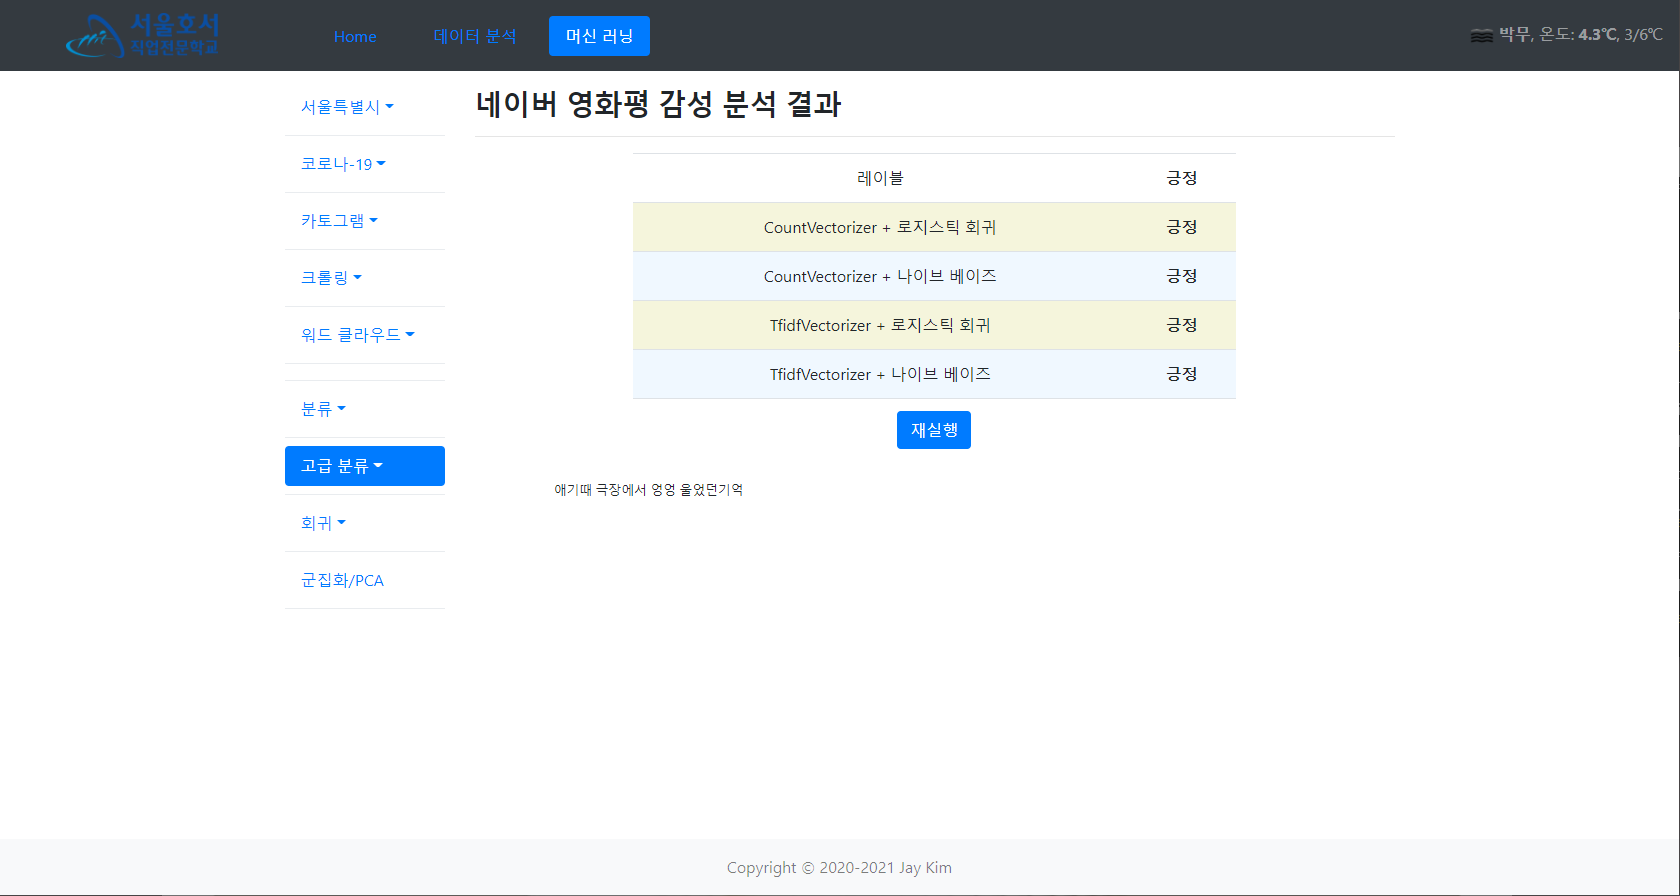 서울호서
직업전문학교
Home 데이터 분석 머신 러닝
박무, 온도: 4.3℃, 3/6℃
서울특별시
코로나-19
카토그램
크롤링
워드 클라우드
분류
고급 분류
회귀
군집화/PCA
네이버 영화평 감성 분석 결과
레이블 긍정
CountVectorizer + 로지스틱 회귀 긍정
CountVectorizer + 나이브 베이즈 긍정
TfidfVectorizer + 로지스틱 회귀 긍정
TfidfVectorizer + 나이브 베이즈 긍정
재실행
애기때 극장에서 엉엉 울었던기억
Copyright © 2020-2021 Jay Kim